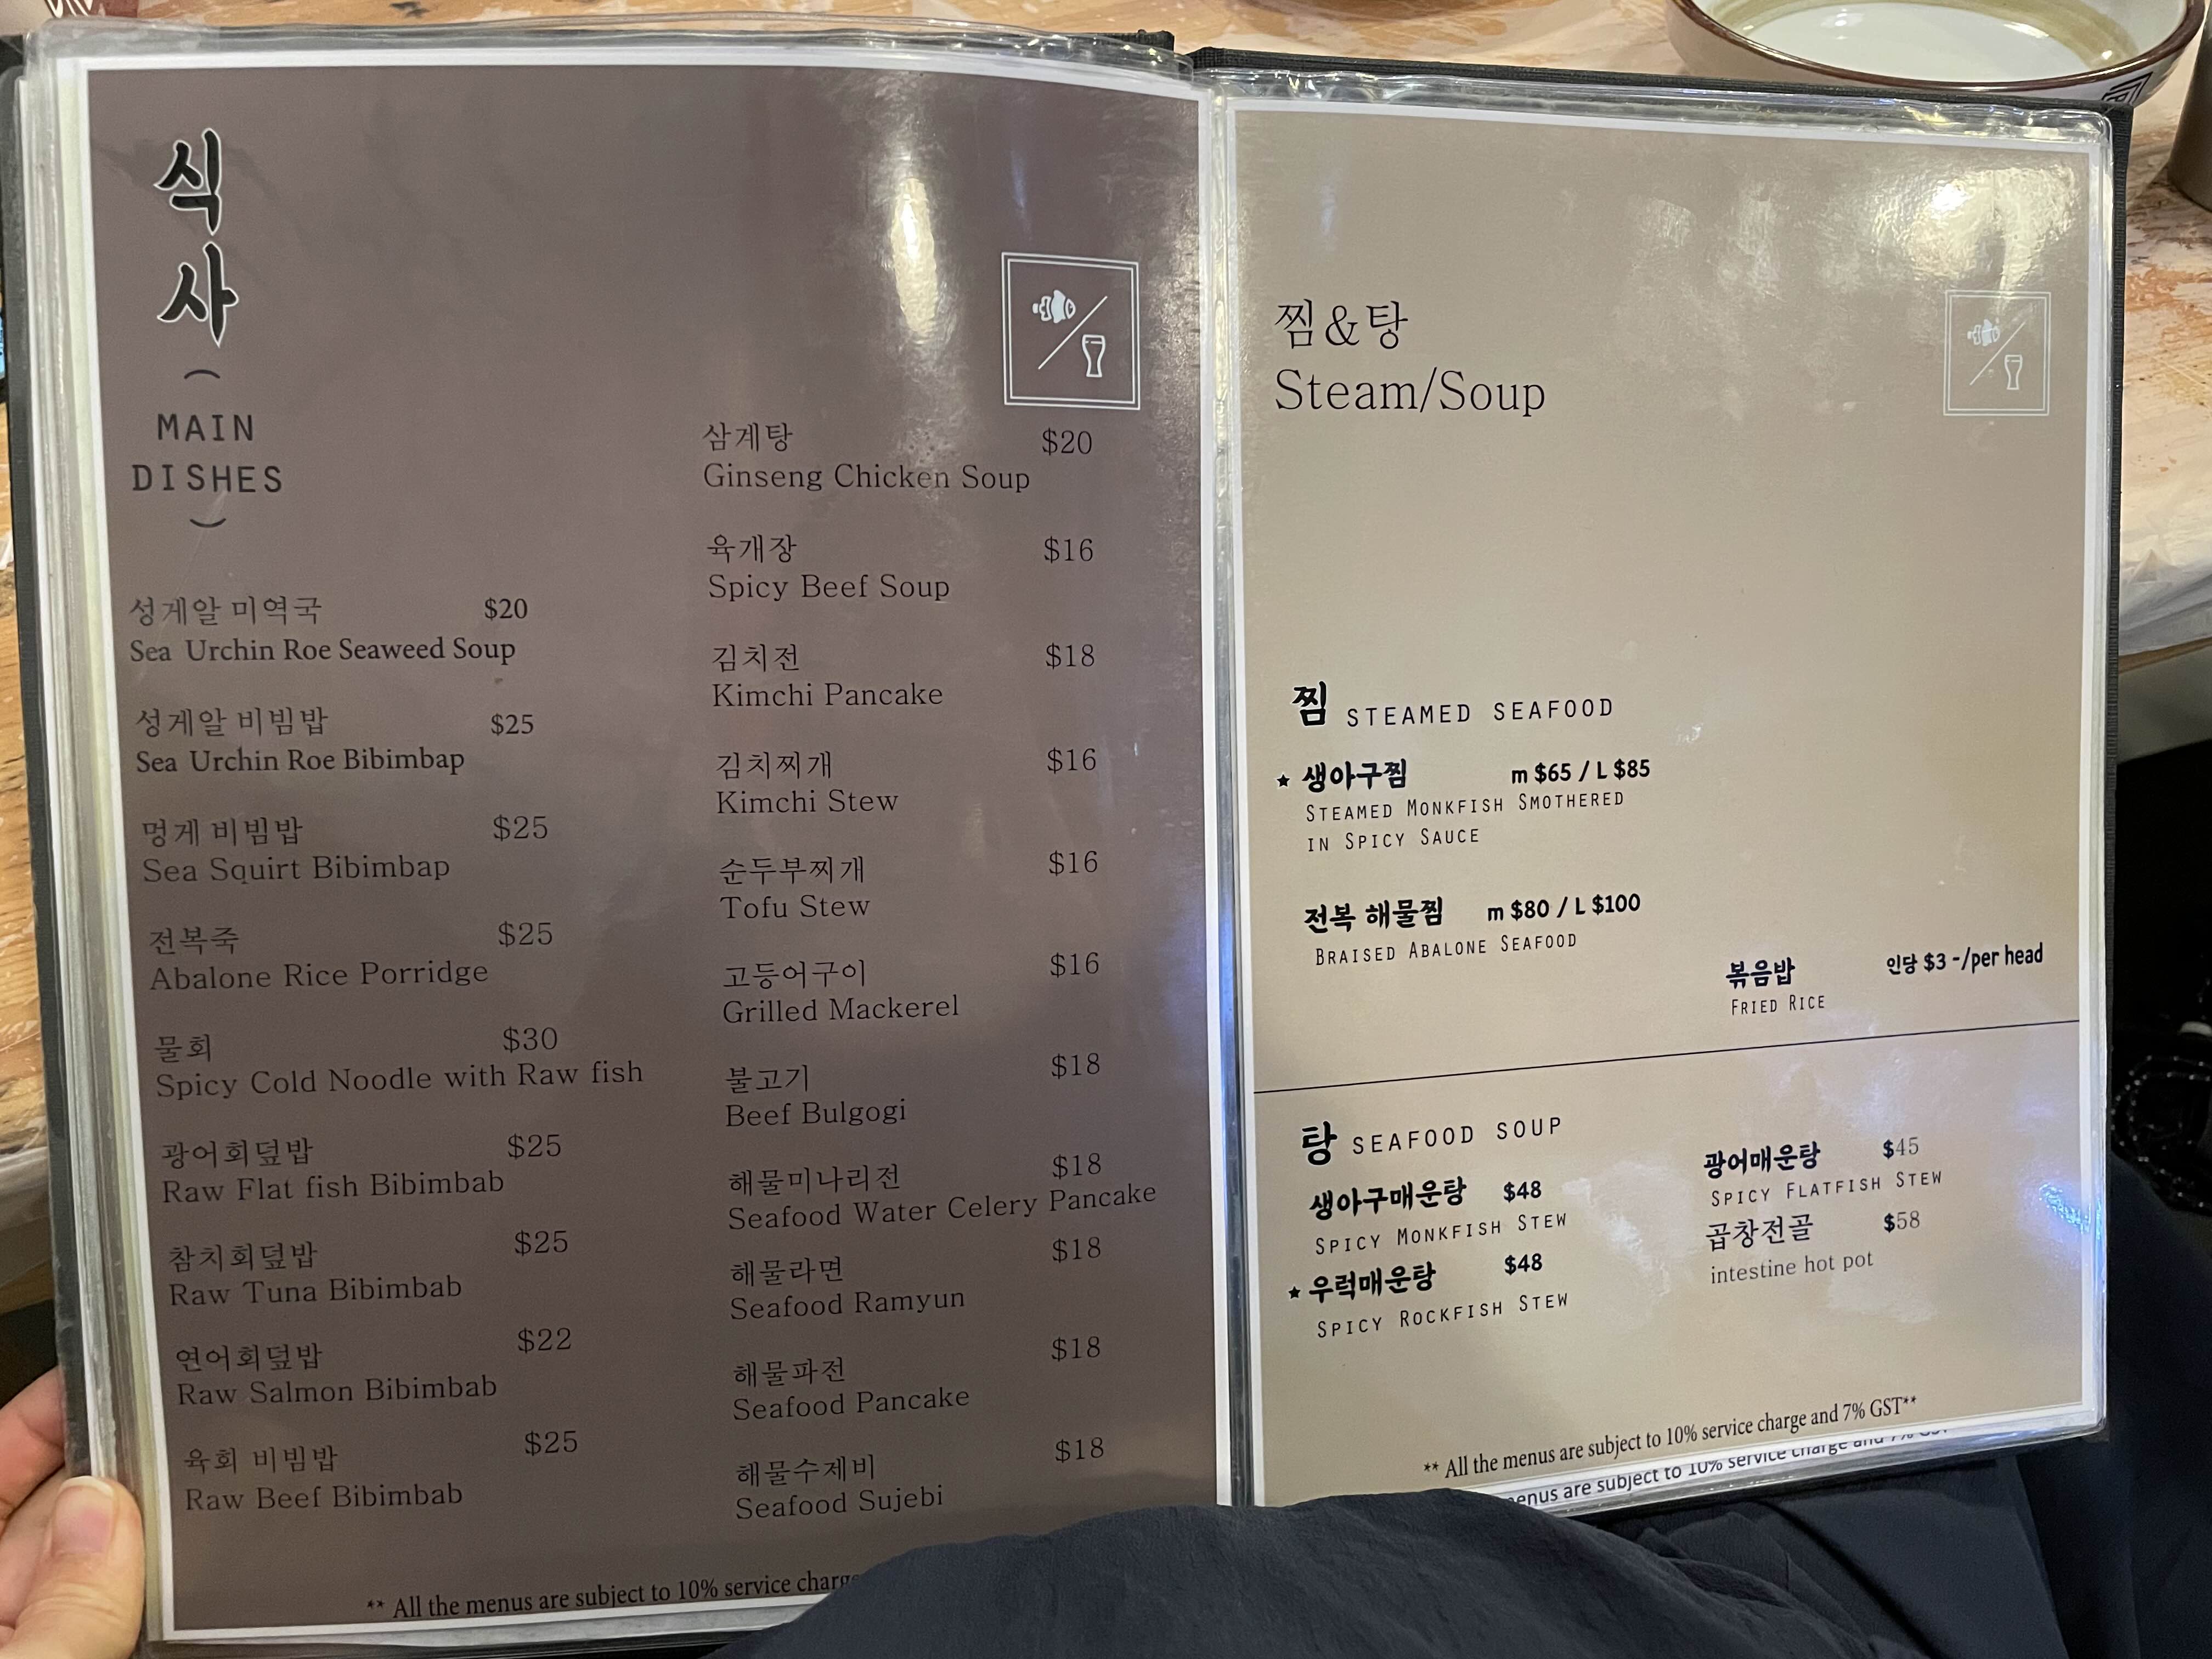 식
사
MAIN
DISHES
성게알 미역국 $20
Sea Urchin Roe Seaweed Soup
성게알 비빔밥 $25
Sea Urchin Roe Bibimbap
멍게 비빔밥 $25
Sea Squirt Bibimbap
전복죽 $25
Abalone Rice Porridge
물회 $30
Spicy Cold Noodle with Raw fish
광어회덮밥 $25
Raw Flat fish Bibimbab
참치회덮밥 $25
Raw Tuna Bibimbab
연어회덮밥 $22
Raw Salmon Bibimbab
육회 비빔밥 $25
Raw Beef Bibimbab
삼계탕 $20
Ginseng Chicken Soup
육개장 $16
Spicy Beef Soup
김치전 $18
Kimchi Pancake
김치찌개 $16
Kimchi Stew
순두부찌개 $16
Tofu Stew
고등어구이 $16
Grilled Mackerel
불고기 $18
Beef Bulgogi
해물미나리전 $18
Seafood Water Celery Pancake
해물라면 $18
Seafood Ramyun
해물파전 $18
Seafood Pancake
해물수제비 $18
Seafood Sujebi
** All the menus are subject to 10% service charge
찜&탕
Steam/Soup
찜 STEAMED SEAFOOD
★ 생아구찜 m $65 / L $85
STEAMED MONKFISH SMOTHERED
IN SPICY SAUCE
전복 해물찜 m $80 / L $100
BRAISED ABALONE SEAFOOD
볶음밥 인당 $3 -/per head
FRIED RICE
탕 SEAFOOD SOUP
생아구매운탕 $48
SPICY MONKFISH STEW
★ 우럭매운탕 $48
SPICY ROCKFISH STEW
광어매운탕 $45
SPICY FLATFISH STEW
곱창전골 $58
intestine hot pot
** All the menus are subject to 10% service charge and 7% GST**
menus are subject to 10% service charge and 7% GST